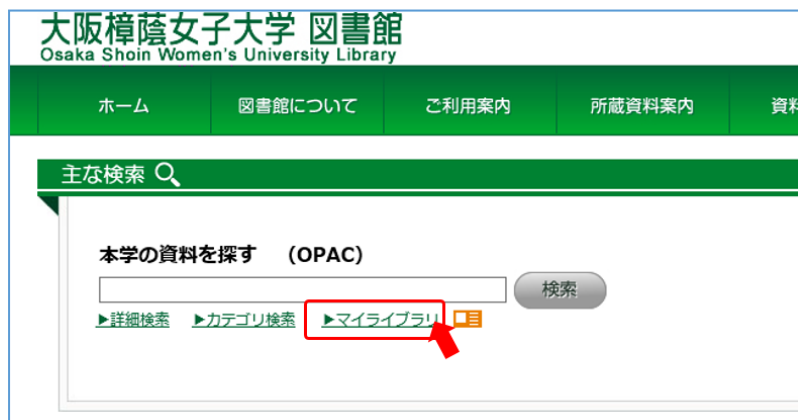 大阪樟蔭女子大学 図書館
Osaka Shoin Women's University Library
ホーム 図書館について ご利用案内 所蔵資料案内 資料
主な検索
本学の資料を探す （OPAC）
検索
▶詳細検索 ▶カテゴリ検索 ▶マイライブラリ